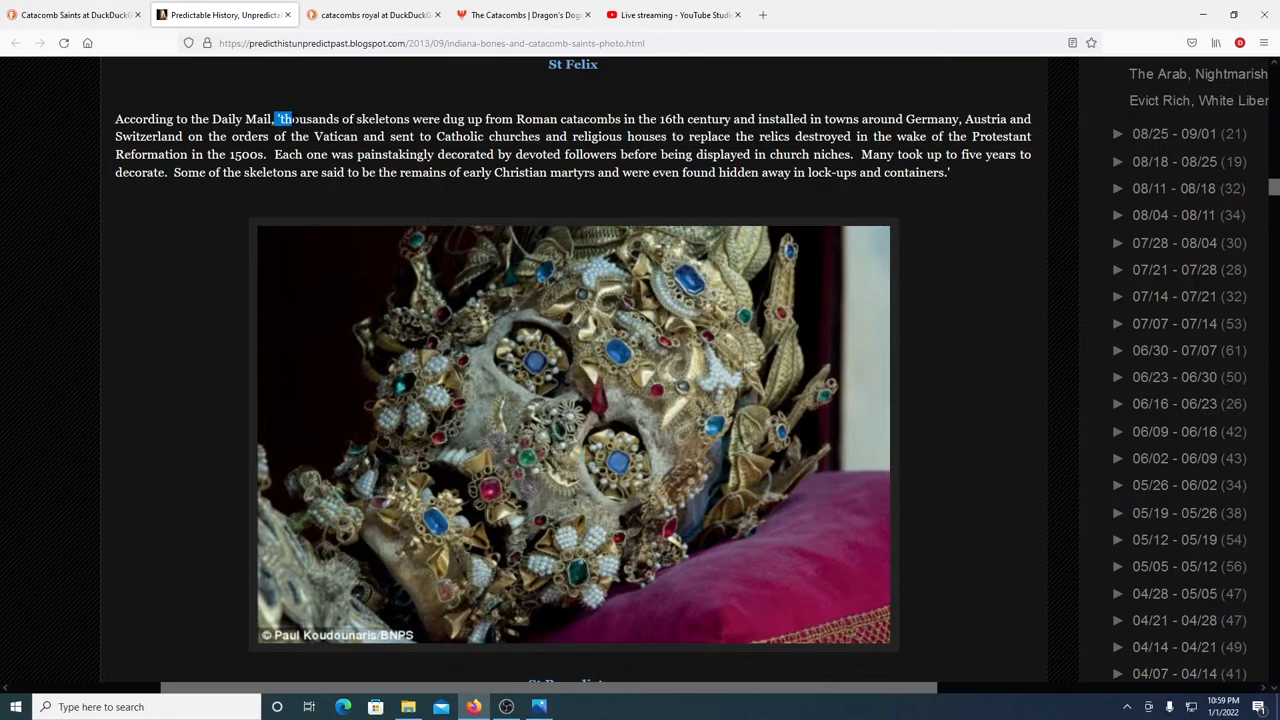 Catacomb Saints at DuckDuckG
Predictable History, Unpredicta
catacombs royal at DuckDuckG
The Catacombs | Dragon's Dog
Live streaming - YouTube Studio
https://predicthistunpredictpast.blogspot.com/2013/09/indiana-bones-and-catacomb-saints-photo.html
St Felix
According to the Daily Mail, 'thousands of skeletons were dug up from Roman catacombs in the 16th century and installed in towns around Germany, Austria and
Switzerland on the orders of the Vatican and sent to Catholic churches and religious houses to replace the relics destroyed in the wake of the Protestant
Reformation in the 1500s. Each one was painstakingly decorated by devoted followers before being displayed in church niches. Many took up to five years to
decorate. Some of the skeletons are said to be the remains of early Christian martyrs and were even found hidden away in lock-ups and containers.'
© Paul Koudounaris/BNPS
The Arab, Nightmarish
Evict Rich, White Liber
08/25 - 09/01 (21)
08/18 - 08/25 (19)
08/11 - 08/18 (32)
08/04 - 08/11 (34)
07/28 - 08/04 (30)
07/21 - 07/28 (28)
07/14 - 07/21 (32)
07/07 - 07/14 (53)
06/30 - 07/07 (61)
06/23 - 06/30 (50)
06/16 - 06/23 (26)
06/09 - 06/16 (42)
06/02 - 06/09 (43)
05/26 - 06/02 (34)
05/19 - 05/26 (38)
05/12 - 05/19 (54)
05/05 - 05/12 (56)
04/28 - 05/05 (47)
04/21 - 04/28 (47)
04/14 - 04/21 (49)
04/07 - 04/14 (41)
Type here to search
10:59 PM
1/1/2022